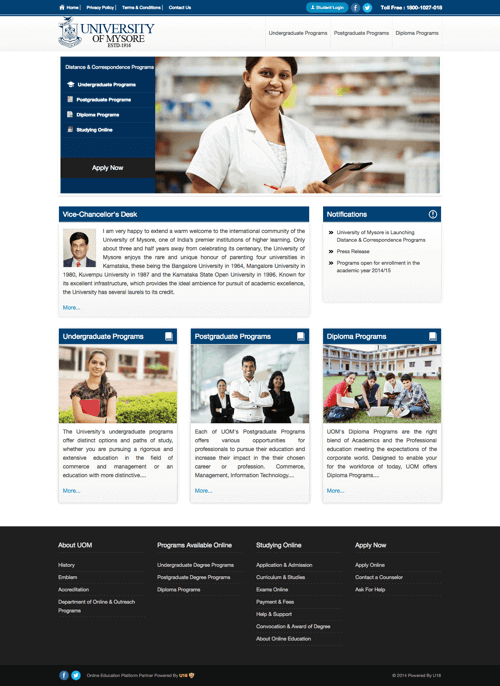 Home | Privacy Policy | Terms & Conditions | Contact Us
Student Login
Toll Free : 1800-1027-018
UNIVERSITY
OF MYSORE
ESTD-1916
Undergraduate Programs
Postgraduate Programs
Diploma Programs
Distance & Correspondence Programs
Undergraduate Programs
Postgraduate Programs
Diploma Programs
Studying Online
Apply Now
Vice-Chancellor's Desk
I am very happy to extend a warm welcome to the international community of the
University of Mysore, one of India's premier institutions of higher learning. Only
about three and half years away from celebrating its centenary, the University of
Mysore enjoys the rare and unique honour of parenting four universities in
Karnataka, these being the Bangalore University in 1964, Mangalore University in
1980, Kuvempu University in 1987 and the Karnataka State Open University in 1996. Known for
its excellent infrastructure, which provides the ideal ambience for pursuit of academic excellence,
the University has several laurels to its credit.
More...
Notifications
University of Mysore is Launching
Distance & Correspondence Programs
Press Release
Programs open for enrollment in the
academic year 2014/15
Undergraduate Programs
The University's undergraduate programs
offer distinct options and paths of study,
whether you are pursuing a rigorous and
extensive education in the field of
commerce and management or an
education with more distinctive....
More...
Postgraduate Programs
Each of UOM's Postgraduate Programs
offers various opportunities for
professionals to pursue their education and
increase their impact in the their chosen
career or profession. Commerce,
Management, Information Technology....
More...
Diploma Programs
UOM's Diploma Programs are the right
blend of Academics and the Professional
education meeting the expectations of the
corporate world. Designed to enable your
for the workforce of today, UOM offers
Diploma Programs....
More...
About UOM
History
Emblem
Accreditation
Department of Online & Outreach
Programs
Programs Available Online
Undergraduate Degree Programs
Postgraduate Degree Programs
Diploma Programs
Studying Online
Application & Admission
Curriculum & Studies
Exams Online
Payment & Fees
Help & Support
Convocation & Award of Degree
About Online Education
Apply Now
Apply Online
Contact a Counselor
Ask For Help
Online Education Platform Partner Powered By U18
© 2014 Powered By U18